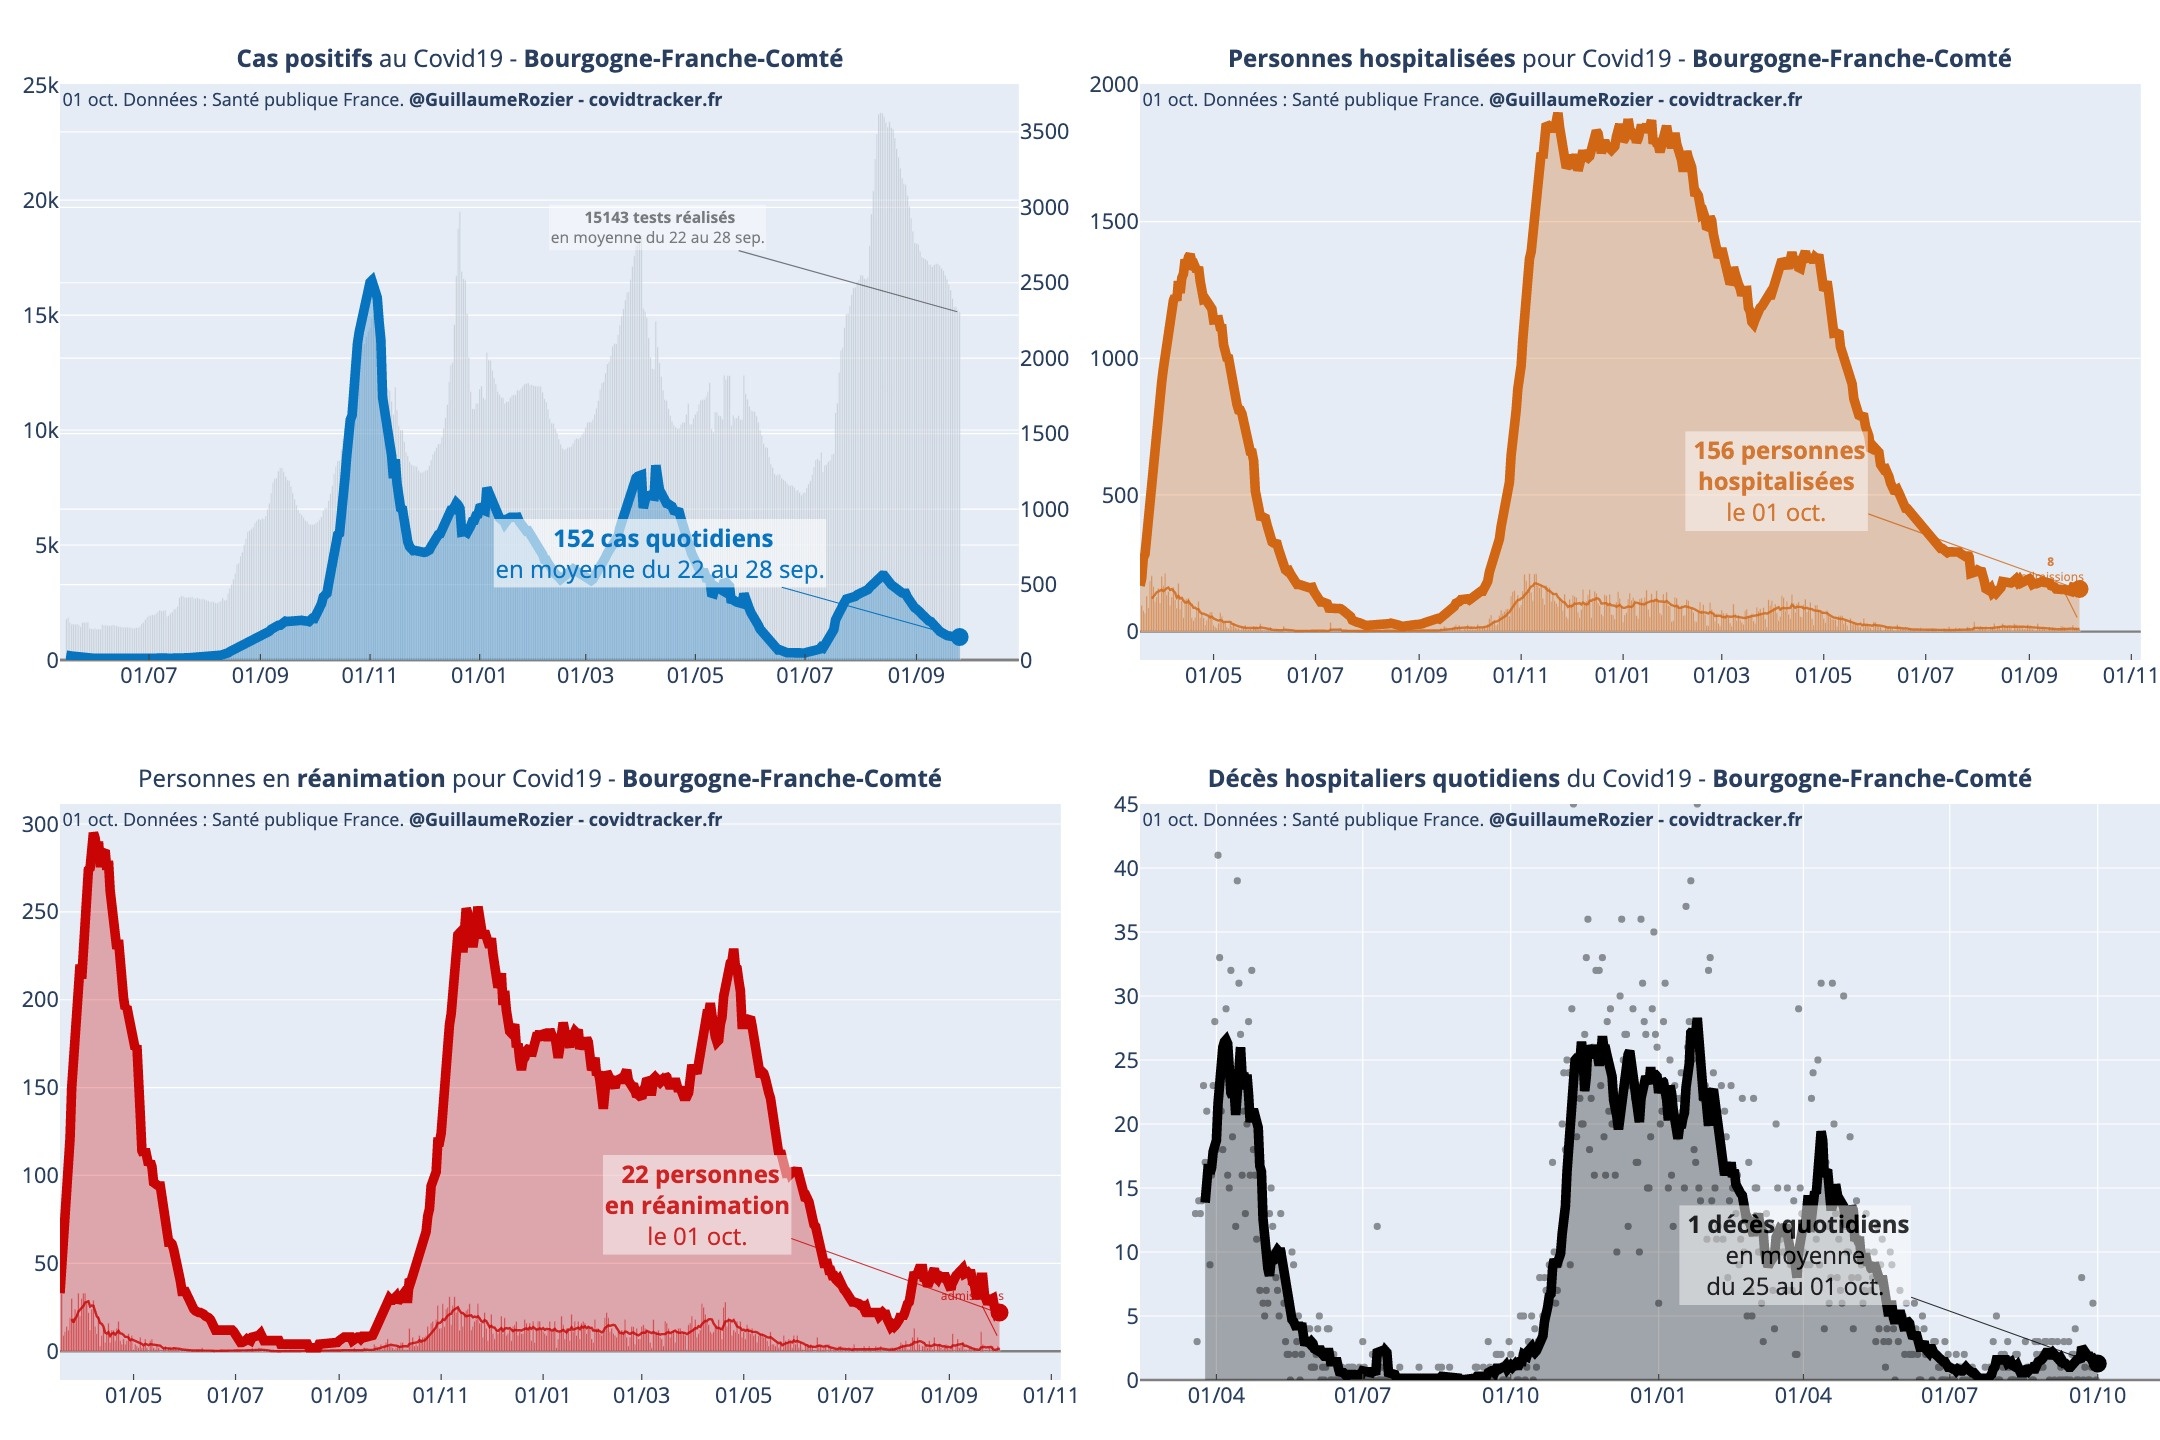 Cas positifs au Covid19 - Bourgogne-Franche-Comté
01 oct. Données : Santé publique France. @GuillaumeRozier - covidtracker.fr
25k
20k
15k
10k
5k
0
3500
3000
2500
2000
1500
1000
500
0
15143 tests réalisés
en moyenne du 22 au 28 sep.
152 cas quotidiens
en moyenne du 22 au 28 sep.
01/07 01/09 01/11 01/01 01/03 01/05 01/07 01/09
Personnes hospitalisées pour Covid19 - Bourgogne-Franche-Comté
01 oct. Données : Santé publique France. @GuillaumeRozier - covidtracker.fr
2000
1500
1000
500
0
156 personnes
hospitalisées
le 01 oct.
8
01/05 01/07 01/09 01/11 01/01 01/03 01/05 01/07 01/09 01/11
Personnes en réanimation pour Covid19 - Bourgogne-Franche-Comté
01 oct. Données : Santé publique France. @GuillaumeRozier - covidtracker.fr
300
250
200
150
100
50
0
22 personnes
en réanimation
le 01 oct.
01/05 01/07 01/09 01/11 01/01 01/03 01/05 01/07 01/09 01/11
Décès hospitaliers quotidiens du Covid19 - Bourgogne-Franche-Comté
01 oct. Données : Santé publique France. @GuillaumeRozier - covidtracker.fr
45
40
35
30
25
20
15
10
5
0
1 décès quotidiens
en moyenne
du 25 au 01 oct.
01/04 01/07 01/10 01/01 01/04 01/07 01/10